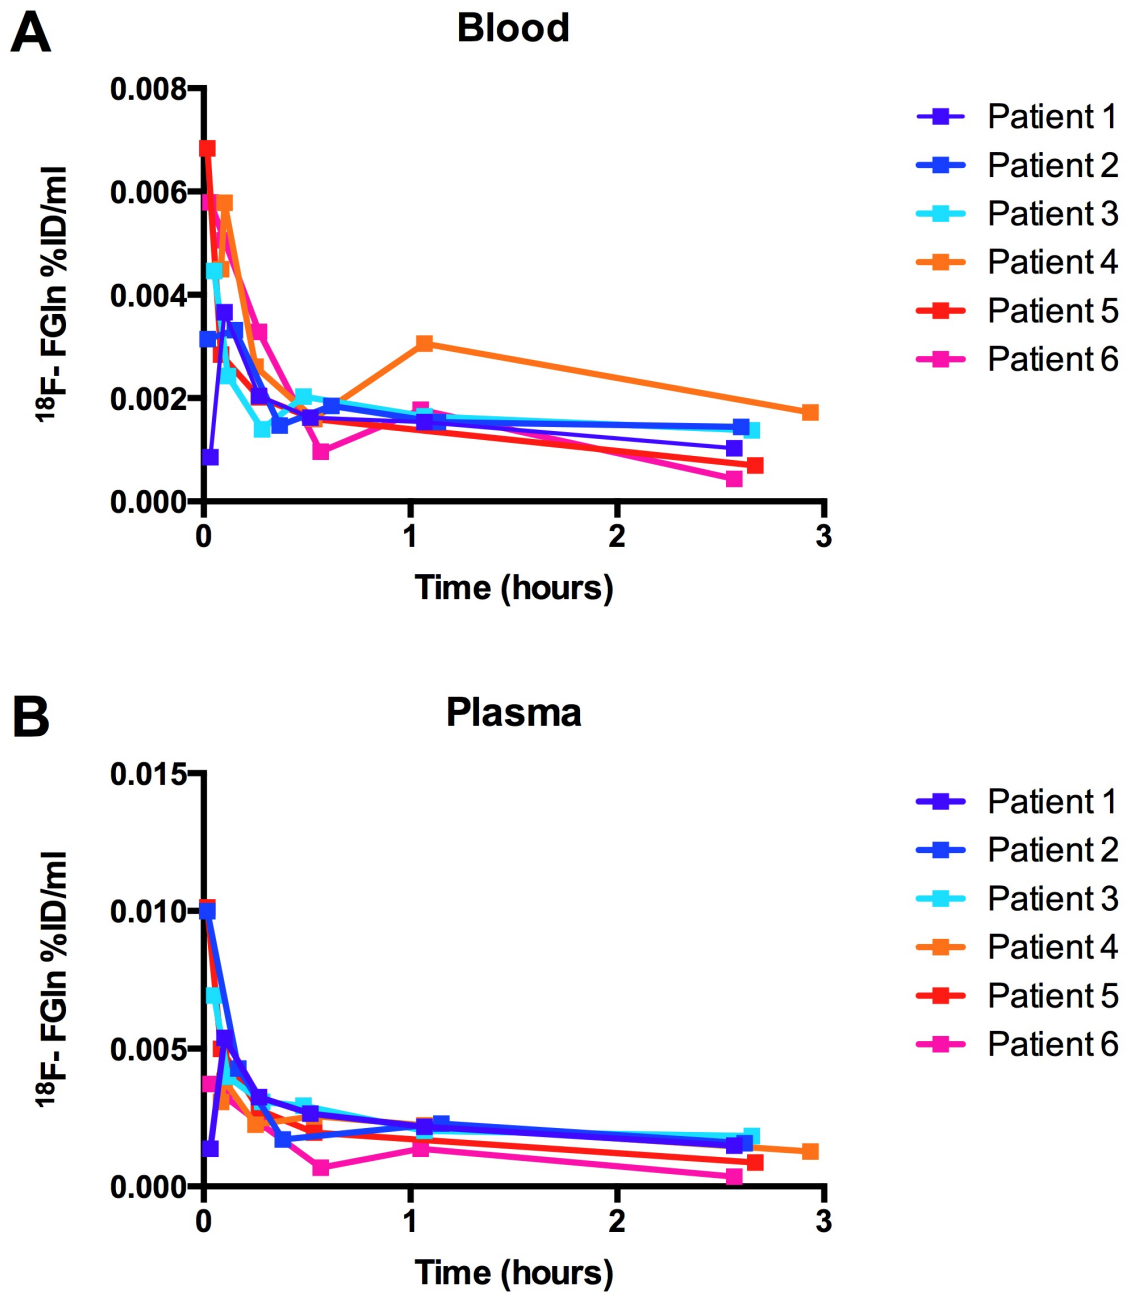 A
Blood
0.008
0.006
0.004
0.002
0.000
¹⁸F- FGln %ID/ml
0
1
2
3
Time (hours)
Patient 1
Patient 2
Patient 3
Patient 4
Patient 5
Patient 6
B
Plasma
0.015
0.010
0.005
0.000
¹⁸F- FGln %ID/ml
0
1
2
3
Time (hours)
Patient 1
Patient 2
Patient 3
Patient 4
Patient 5
Patient 6